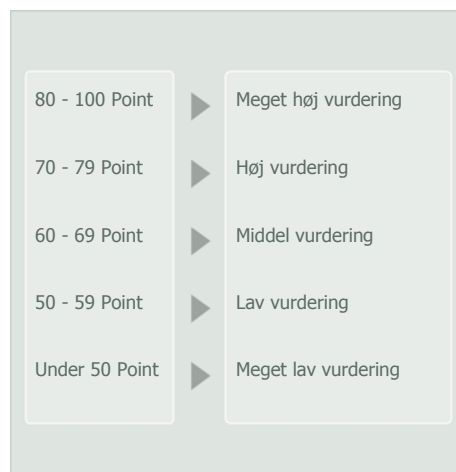 80 - 100 Point Meget høj vurdering
70 - 79 Point Høj vurdering
60 - 69 Point Middel vurdering
50 - 59 Point Lav vurdering
Under 50 Point Meget lav vurdering